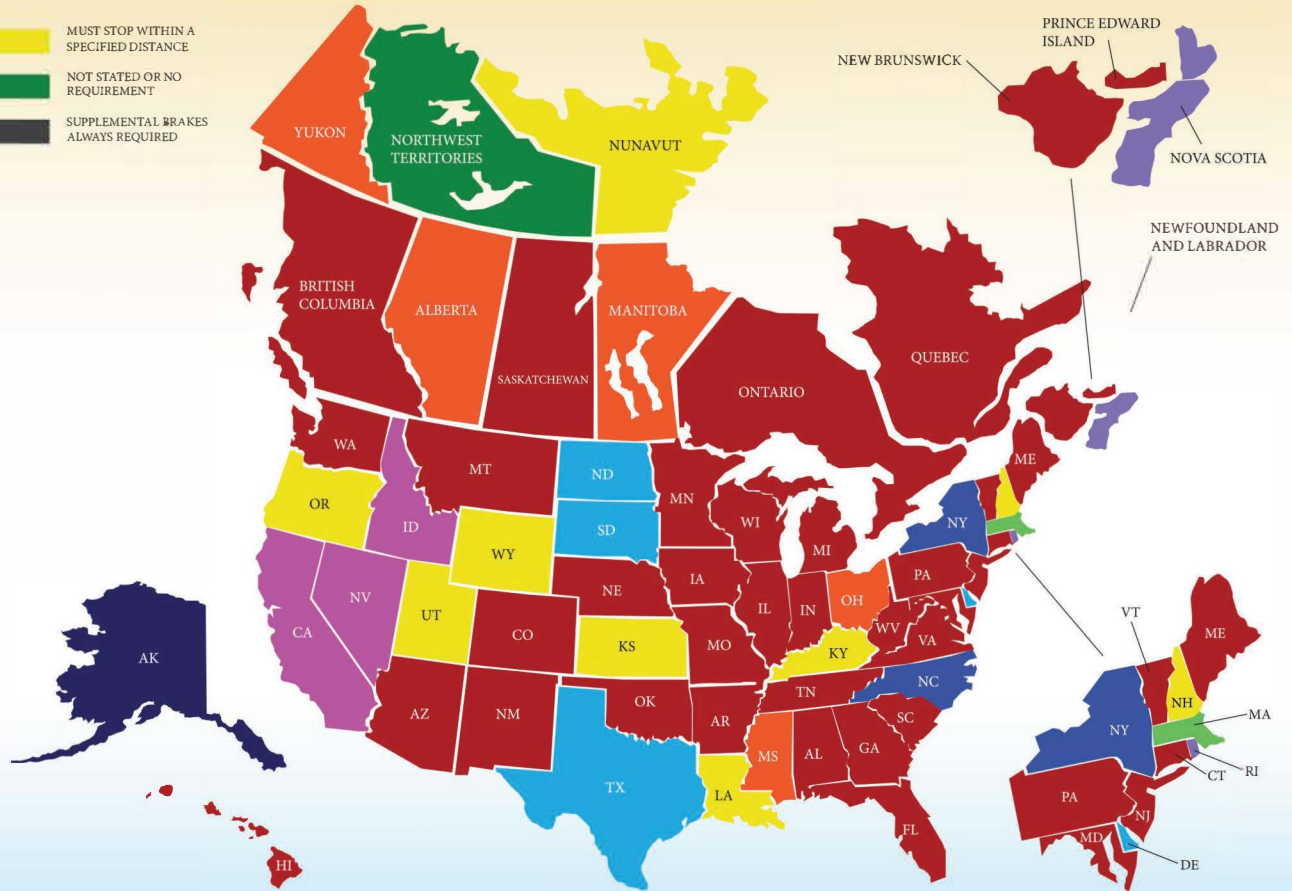 MUST STOP WITHIN A
SPECIFIED DISTANCE
NOT STATED OR NO
REQUIREMENT
SUPPLEMENTAL BRAKES
ALWAYS REQUIRED
PRINCE EDWARD
ISLAND
NEW BRUNSWICK
NOVA SCOTIA
NEWFOUNDLAND
AND LABRADOR
YUKON
NORTHWEST
TERRITORIES
NUNAVUT
BRITISH
COLUMBIA
ALBERTA
SASKATCHEWAN
MANITOBA
ONTARIO
QUEBEC
WA
MT
ND
MN
ME
OR
ID
SD
WI
NY
WY
MI
PA
NE
IA
NV
UT
IL
IN
OH
CA
CO
KS
MO
WV
VA
KY
NC
AK
TN
AZ
NM
OK
AR
SC
MS
AL
GA
TX
LA
FL
HI
VT
ME
NH
MA
NY
RI
CT
PA
NJ
MD
DE